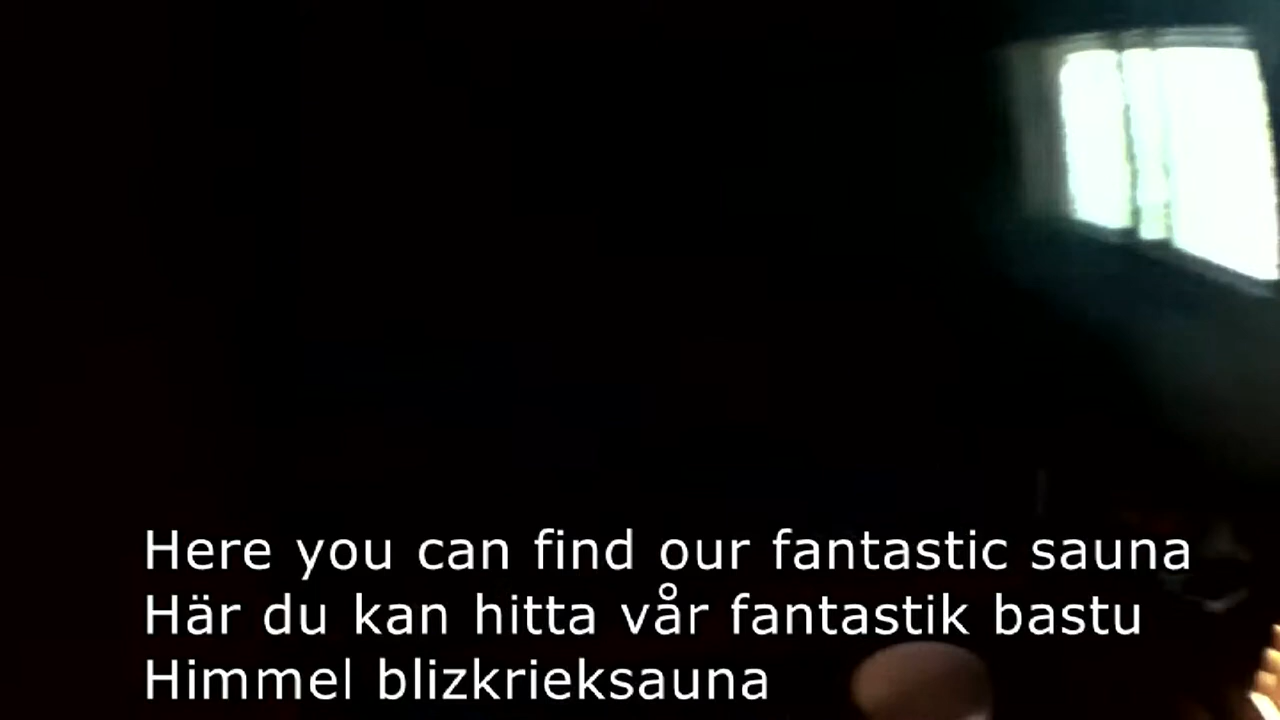 Here you can find our fantastic sauna
Här du kan hitta vår fantastik bastu
Himmel blizkrieksauna